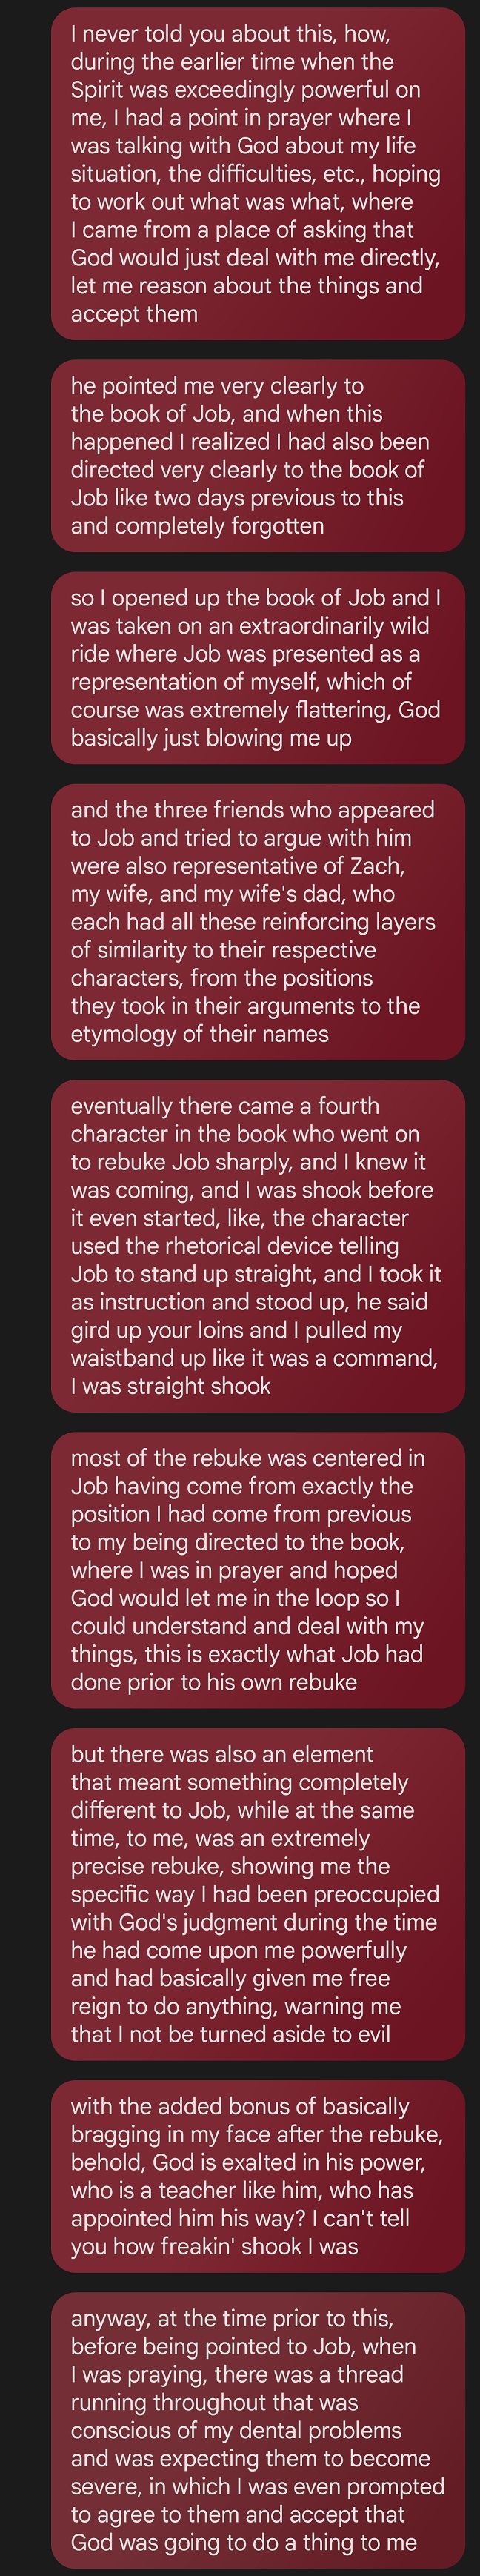 I never told you about this, how,
during the earlier time when the
Spirit was exceedingly powerful on
me, I had a point in prayer where I
was talking with God about my life
situation, the difficulties, etc., hoping
to work out what was what, where
I came from a place of asking that
God would just deal with me directly,
let me reason about the things and
accept them
he pointed me very clearly to
the book of Job, and when this
happened I realized I had also been
directed very clearly to the book of
Job like two days previous to this
and completely forgotten
so I opened up the book of Job and I
was taken on an extraordinarily wild
ride where Job was presented as a
representation of myself, which of
course was extremely flattering, God
basically just blowing me up
and the three friends who appeared
to Job and tried to argue with him
were also representative of Zach,
my wife, and my wife's dad, who
each had all these reinforcing layers
of similarity to their respective
characters, from the positions
they took in their arguments to the
etymology of their names
eventually there came a fourth
character in the book who went on
to rebuke Job sharply, and I knew it
was coming, and I was shook before
it even started, like, the character
used the rhetorical device telling
Job to stand up straight, and I took it
as instruction and stood up, he said
gird up your loins and I pulled my
waistband up like it was a command,
I was straight shook
most of the rebuke was centered in
Job having come from exactly the
position I had come from previous
to my being directed to the book,
where I was in prayer and hoped
God would let me in the loop so I
could understand and deal with my
things, this is exactly what Job had
done prior to his own rebuke
but there was also an element
that meant something completely
different to Job, while at the same
time, to me, was an extremely
precise rebuke, showing me the
specific way I had been preoccupied
with God's judgment during the time
he had come upon me powerfully
and had basically given me free
reign to do anything, warning me
that I not be turned aside to evil
with the added bonus of basically
bragging in my face after the rebuke,
behold, God is exalted in his power,
who is a teacher like him, who has
appointed him his way? I can't tell
you how freakin' shook I was
anyway, at the time prior to this,
before being pointed to Job, when
I was praying, there was a thread
running throughout that was
conscious of my dental problems
and was expecting them to become
severe, in which I was even prompted
to agree to them and accept that
God was going to do a thing to me